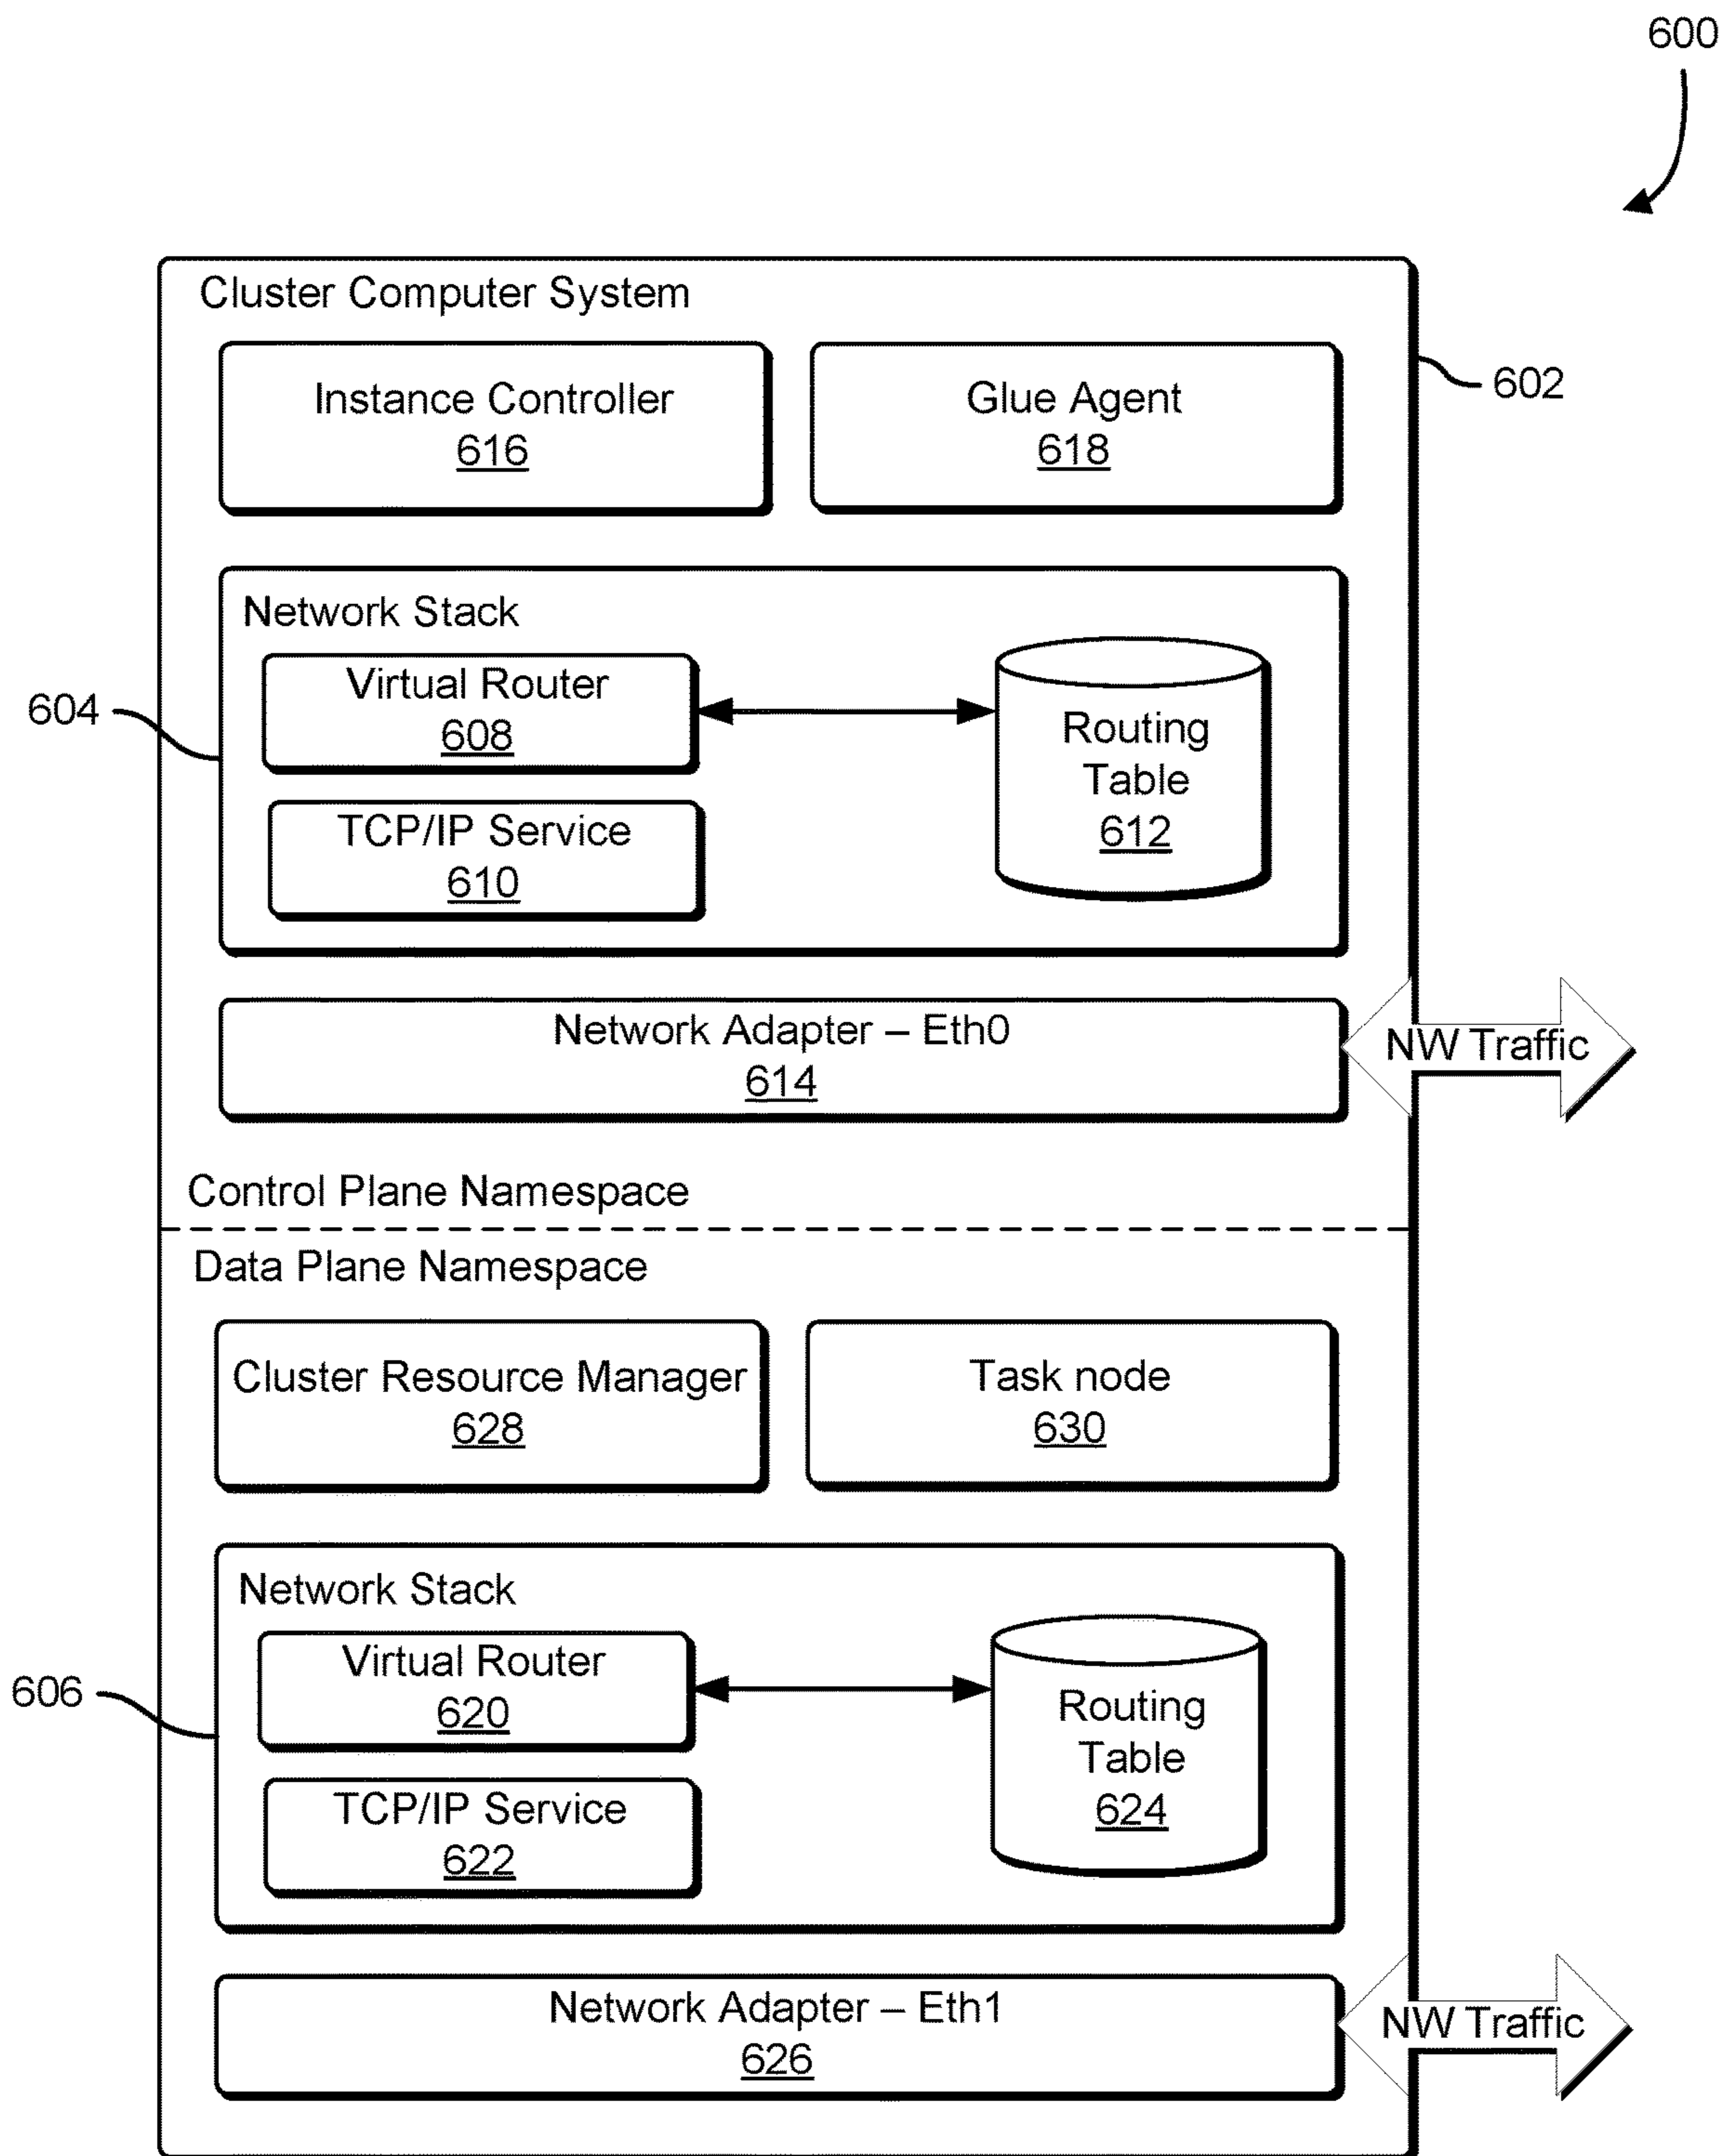 600
Cluster Computer System
602
Instance Controller
616
Glue Agent
618
Network Stack
604
Virtual Router
608
TCP/IP Service
610
Routing
Table
612
Network Adapter – Eth0
614
NW Traffic
Control Plane Namespace
Data Plane Namespace
Cluster Resource Manager
628
Task node
630
Network Stack
606
Virtual Router
620
TCP/IP Service
622
Routing
Table
624
Network Adapter – Eth1
626
NW Traffic